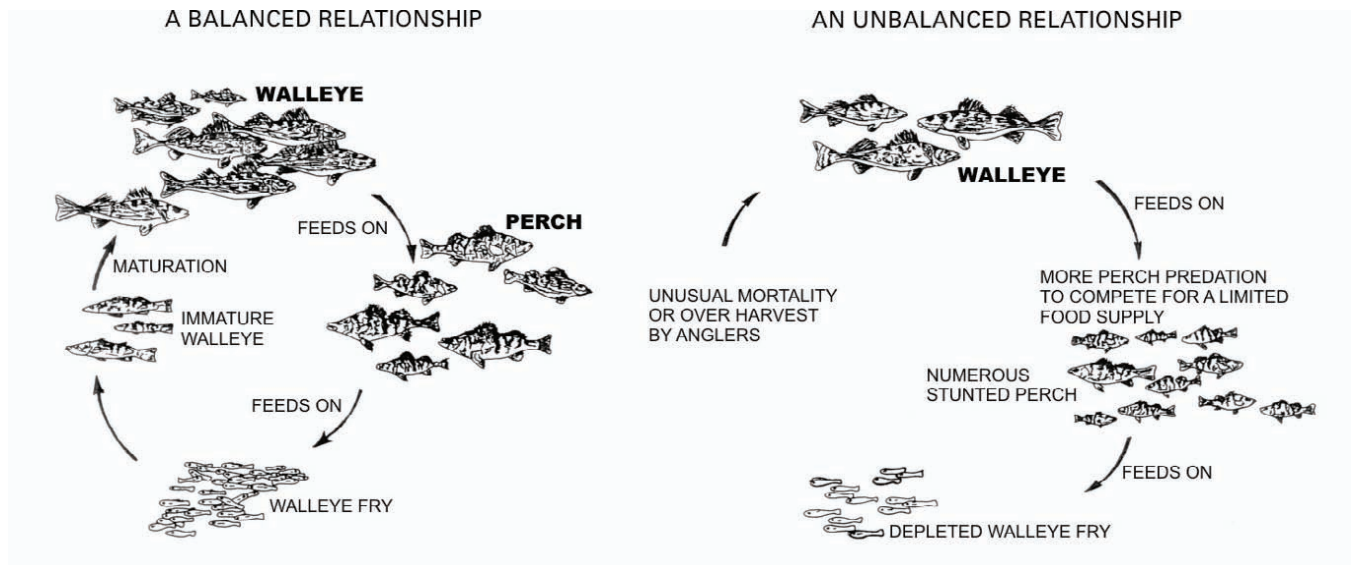 A BALANCED RELATIONSHIP
WALLEYE
FEEDS ON
PERCH
MATURATION
IMMATURE
WALLEYE
FEEDS ON
WALLEYE FRY
AN UNBALANCED RELATIONSHIP
WALLEYE
FEEDS ON
UNUSUAL MORTALITY
OR OVER HARVEST
BY ANGLERS
MORE PERCH PREDATION
TO COMPETE FOR A LIMITED
FOOD SUPPLY
NUMEROUS
STUNTED PERCH
FEEDS ON
DEPLETED WALLEYE FRY